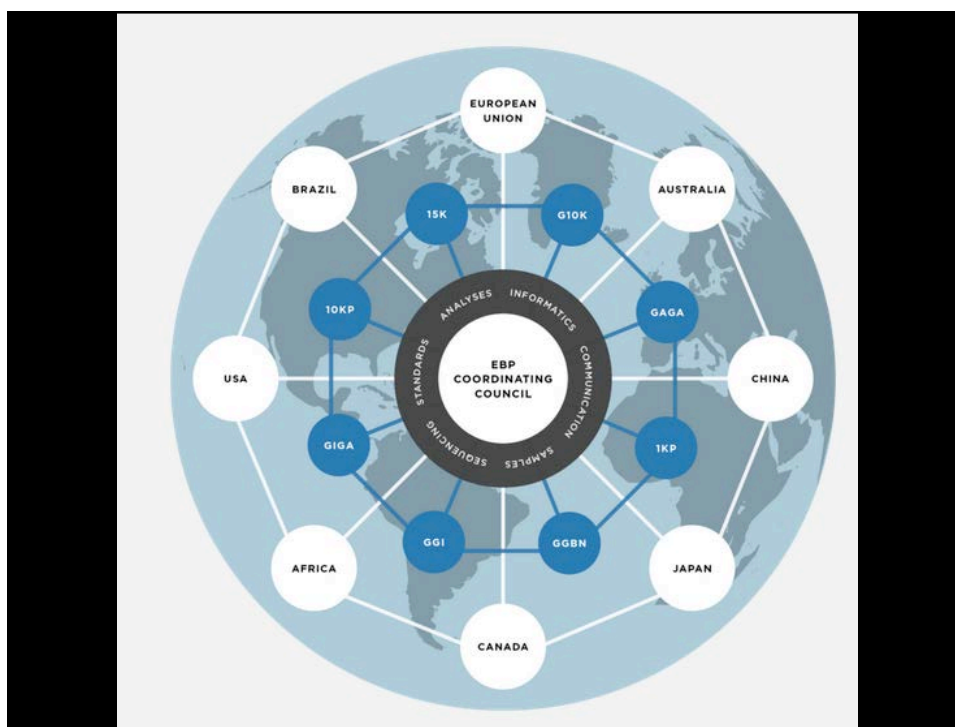 EUROPEAN
UNION
BRAZIL
AUSTRALIA
15K
G10K
10KP
GAGA
ANALYSES
INFORMATICS
STANDARDS
COMMUNICATION
SEQUENCING
SAMPLES
EBP
COORDINATING
COUNCIL
USA
CHINA
GIGA
1KP
GGI
GGBN
AFRICA
JAPAN
CANADA